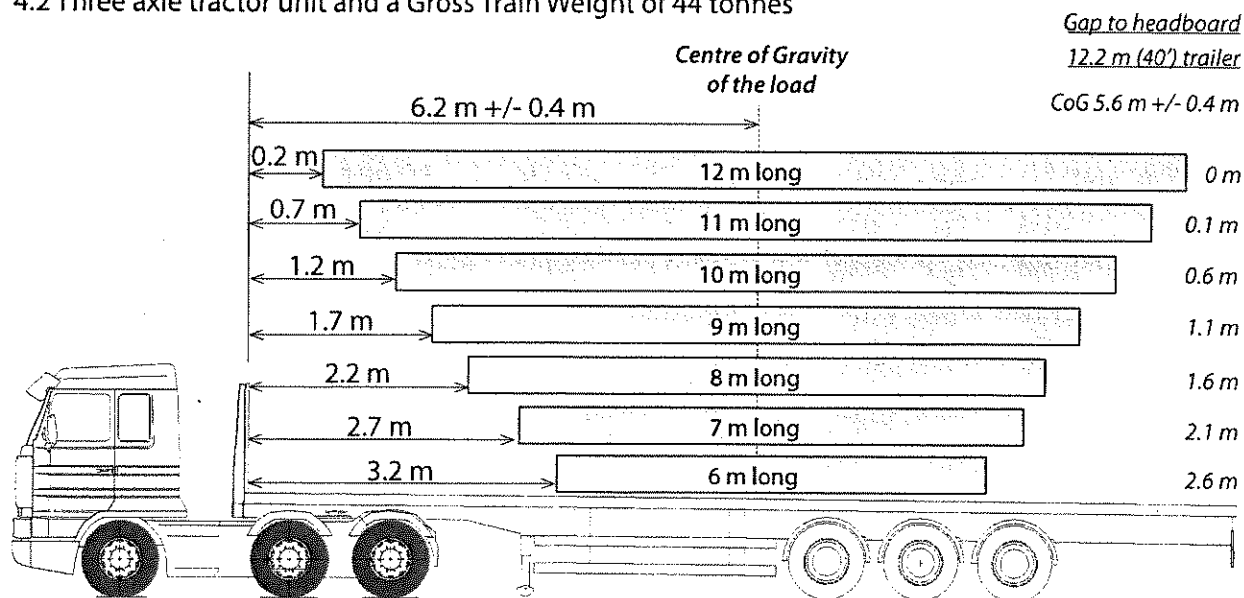 4.2 Three axle tractor unit and a Gross Train Weight of 44 tonnes
Gap to headboard
12.2 m (40') trailer
CoG 5.6 m +/- 0.4 m
Centre of Gravity
of the load
6.2 m +/- 0.4 m
0.2 m
12 m long
0 m
0.7 m
11 m long
0.1 m
1.2 m
10 m long
0.6 m
1.7 m
9 m long
1.1 m
2.2 m
8 m long
1.6 m
2.7 m
7 m long
2.1 m
3.2 m
6 m long
2.6 m